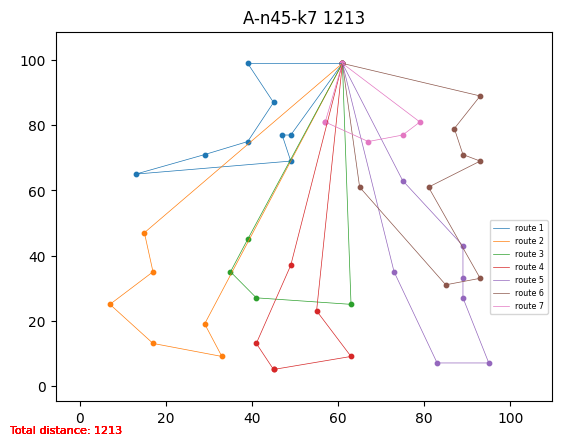 A-n45-k7 1213
100
80
60
40
20
0
0 20 40 60 80 100
route 1
route 2
route 3
route 4
route 5
route 6
route 7
Total distance: 1213